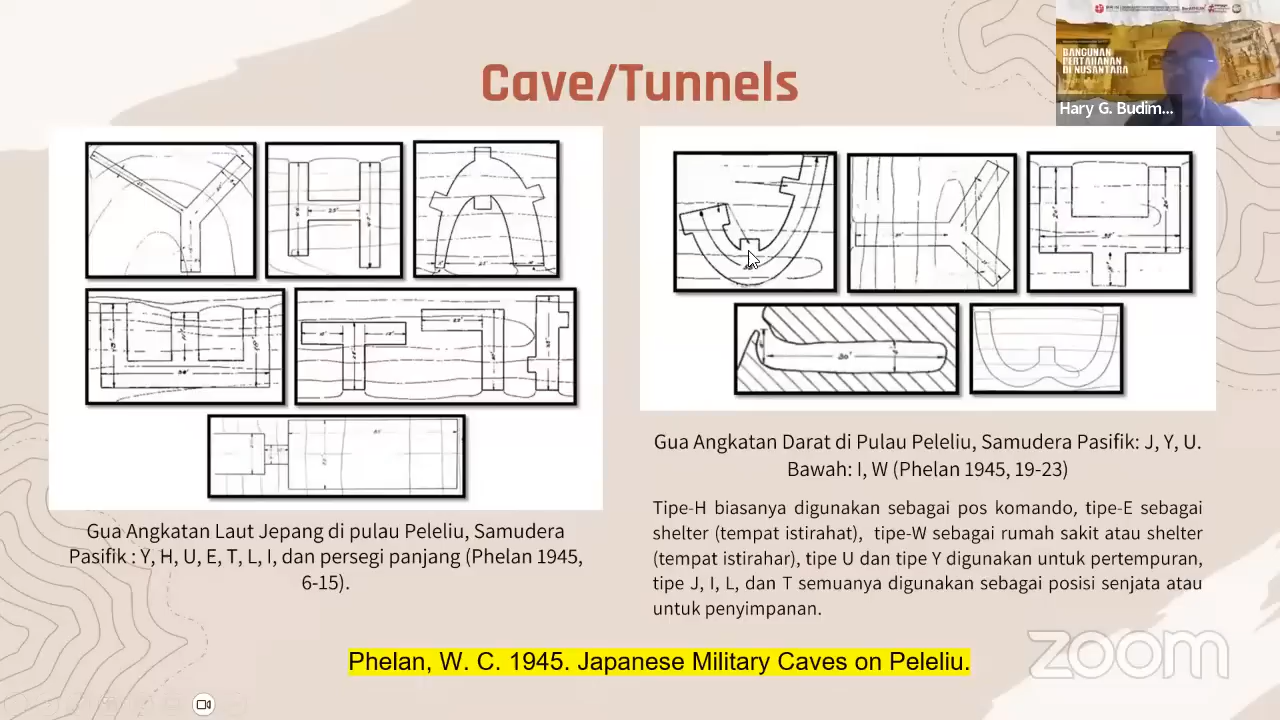 Cave/Tunnels
BANGUNAN
PERTAHANAN
DI NUSANTARA
Hary G. Budim...
Gua Angkatan Laut Jepang di pulau Peleliu, Samudera
Pasifik : Y, H, U, E, T, L, I, dan persegi panjang (Phelan 1945,
6-15).
Gua Angkatan Darat di Pulau Peleliu, Samudera Pasifik: J, Y, U.
Bawah: I, W (Phelan 1945, 19-23)
Tipe-H biasanya digunakan sebagai pos komando, tipe-E sebagai
shelter (tempat istirahat), tipe-W sebagai rumah sakit atau shelter
(tempat istirahar), tipe U dan tipe Y digunakan untuk pertempuran,
tipe J, I, L, dan T semuanya digunakan sebagai posisi senjata atau
untuk penyimpanan.
Phelan, W. C. 1945. Japanese Military Caves on Peleliu.
zoom